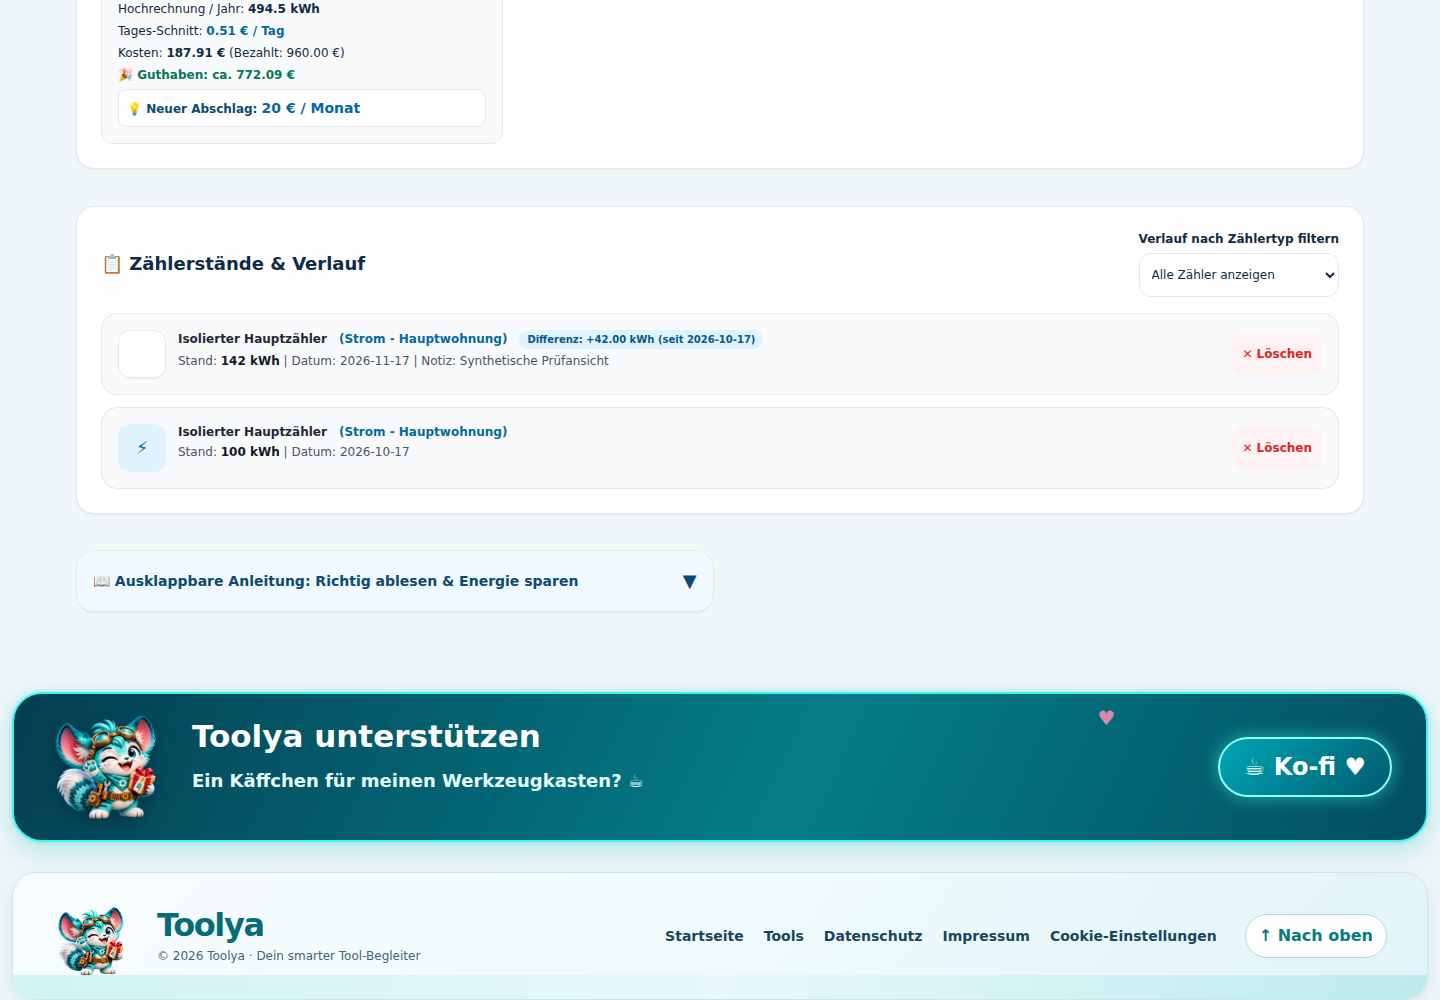 Hochrechnung / Jahr: 494.5 kWh
Tages-Schnitt: 0.51 € / Tag
Kosten: 187.91 € (Bezahlt: 960.00 €)
🎉 Guthaben: ca. 772.09 €
💡 Neuer Abschlag: 20 € / Monat
📋 Zählerstände & Verlauf
Verlauf nach Zählertyp filtern
Alle Zähler anzeigen
Isolierter Hauptzähler (Strom - Hauptwohnung) Differenz: +42.00 kWh (seit 2026-10-17)
Stand: 142 kWh | Datum: 2026-11-17 | Notiz: Synthetische Prüfansicht
✕ Löschen
Isolierter Hauptzähler (Strom - Hauptwohnung)
Stand: 100 kWh | Datum: 2026-10-17
✕ Löschen
📖 Ausklappbare Anleitung: Richtig ablesen & Energie sparen ▼
Toolya unterstützen
Ein Käffchen für meinen Werkzeugkasten? ☕
☕ Ko-fi ♥
Toolya
© 2026 Toolya · Dein smarter Tool-Begleiter
Startseite Tools Datenschutz Impressum Cookie-Einstellungen
↑ Nach oben